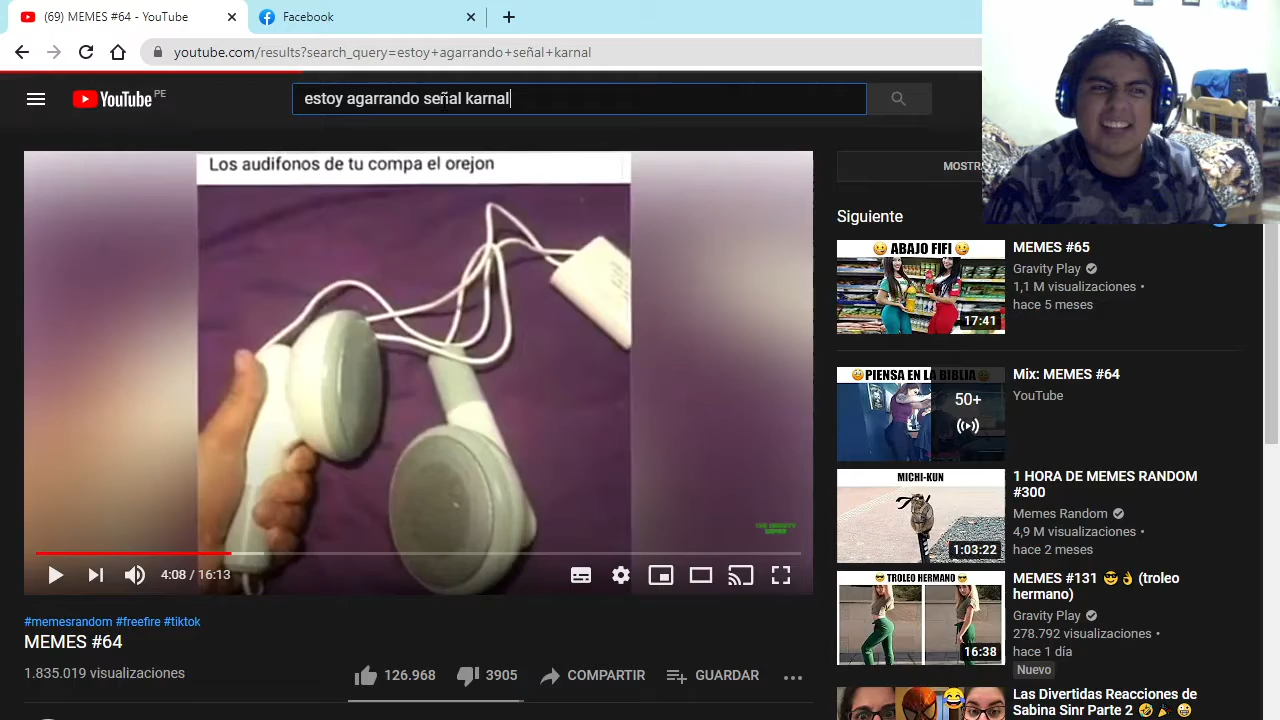 (69) MEMES #64 - YouTube
Facebook
youtube.com/results?search_query=estoy+agarrando+señal+karnal
YouTube PE
estoy agarrando señal karnal
Los audifonos de tu compa el orejon
4:08 / 16:13
#memesrandom #freefire #tiktok
MEMES #64
1.835.019 visualizaciones
126.968
3905
COMPARTIR
GUARDAR
MOSTR
Siguiente
ABAJO FIFI
17:41
MEMES #65
Gravity Play
1,1 M visualizaciones •
hace 5 meses
PIENSA EN LA BIBLIA
50+
Mix: MEMES #64
YouTube
MICHI-KUN
1:03:22
1 HORA DE MEMES RANDOM
#300
Memes Random
4,9 M visualizaciones •
hace 2 meses
TROLEO HERMANO
16:38
MEMES #131 😎👌 (troleo
hermano)
Gravity Play
278.792 visualizaciones •
hace 1 día
Nuevo
Las Divertidas Reacciones de
Sabina Sinr Parte 2 🤣🎉😀